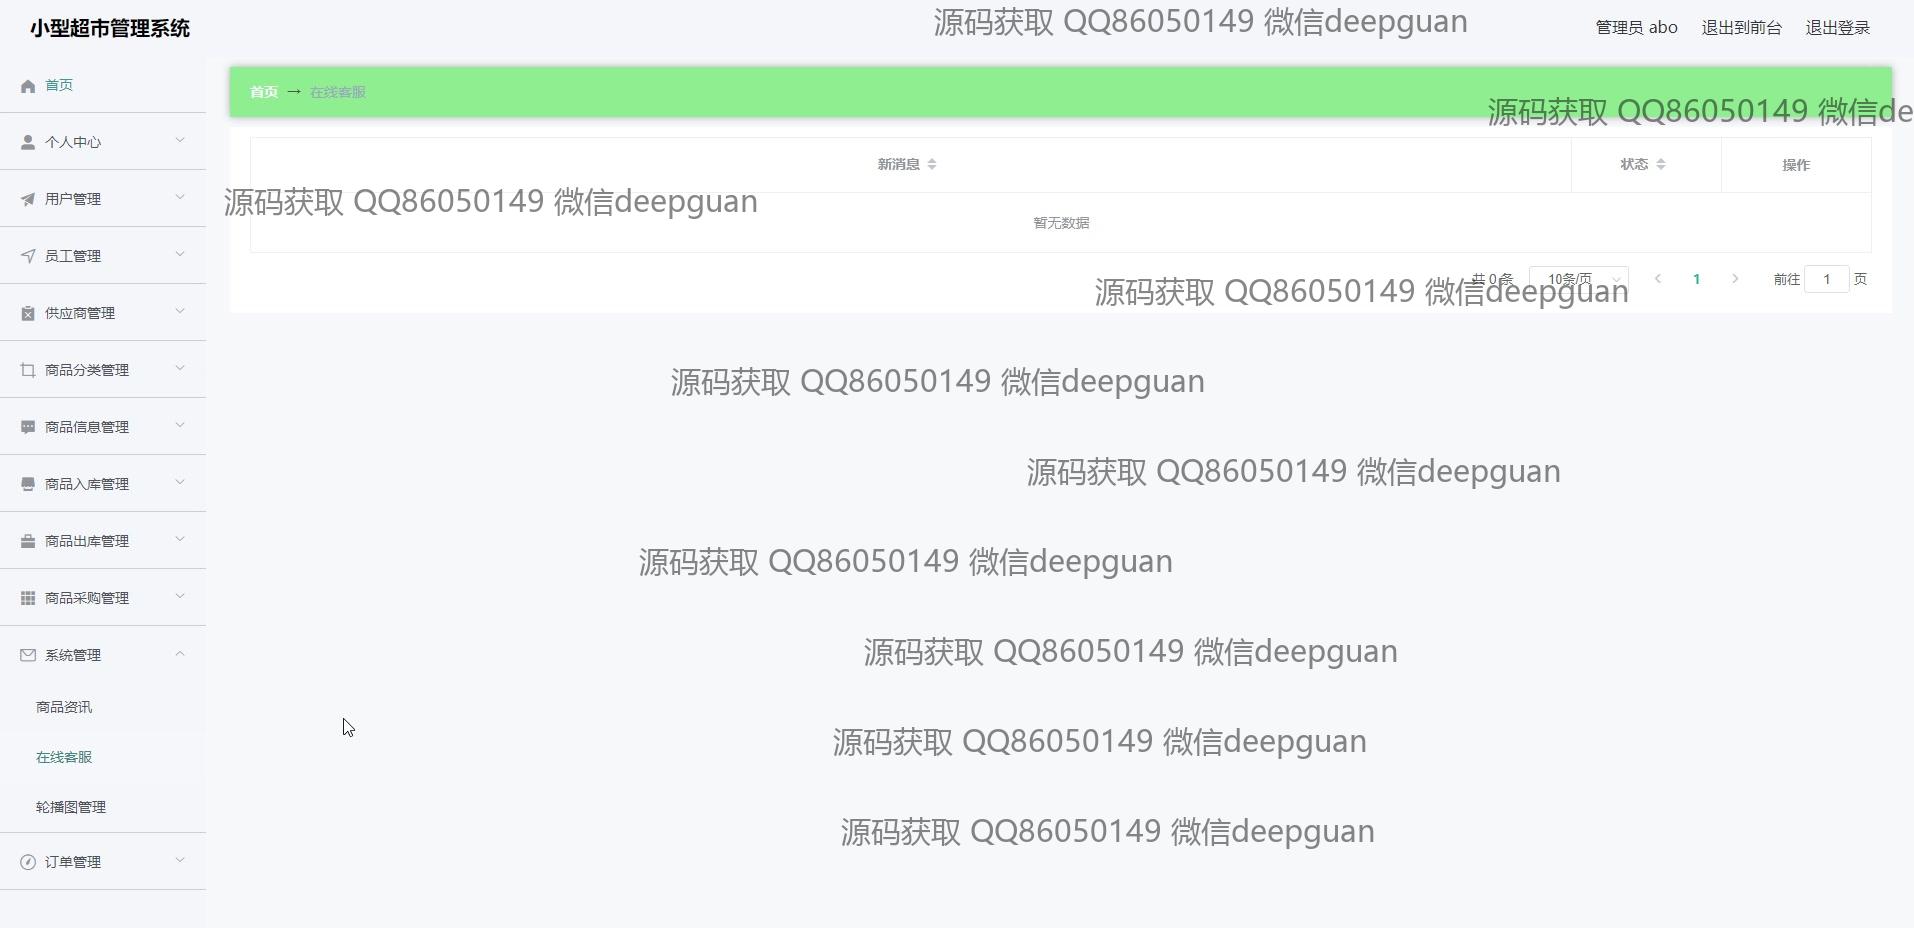 小型超市管理系统
源码获取 QQ86050149 微信deepguan
管理员 abo 退出到前台 退出登录
首页
个人中心
用户管理
员工管理
供应商管理
商品分类管理
商品信息管理
商品入库管理
商品出库管理
商品采购管理
系统管理
商品资讯
在线客服
轮播图管理
订单管理
首页 → 在线客服
源码获取 QQ86050149 微信de
新消息 状态 操作
源码获取 QQ86050149 微信deepguan
暂无数据
共 0 条 10条/页 1 前往 1 页
源码获取 QQ86050149 微信deepguan
源码获取 QQ86050149 微信deepguan
源码获取 QQ86050149 微信deepguan
源码获取 QQ86050149 微信deepguan
源码获取 QQ86050149 微信deepguan
源码获取 QQ86050149 微信deepguan
源码获取 QQ86050149 微信deepguan